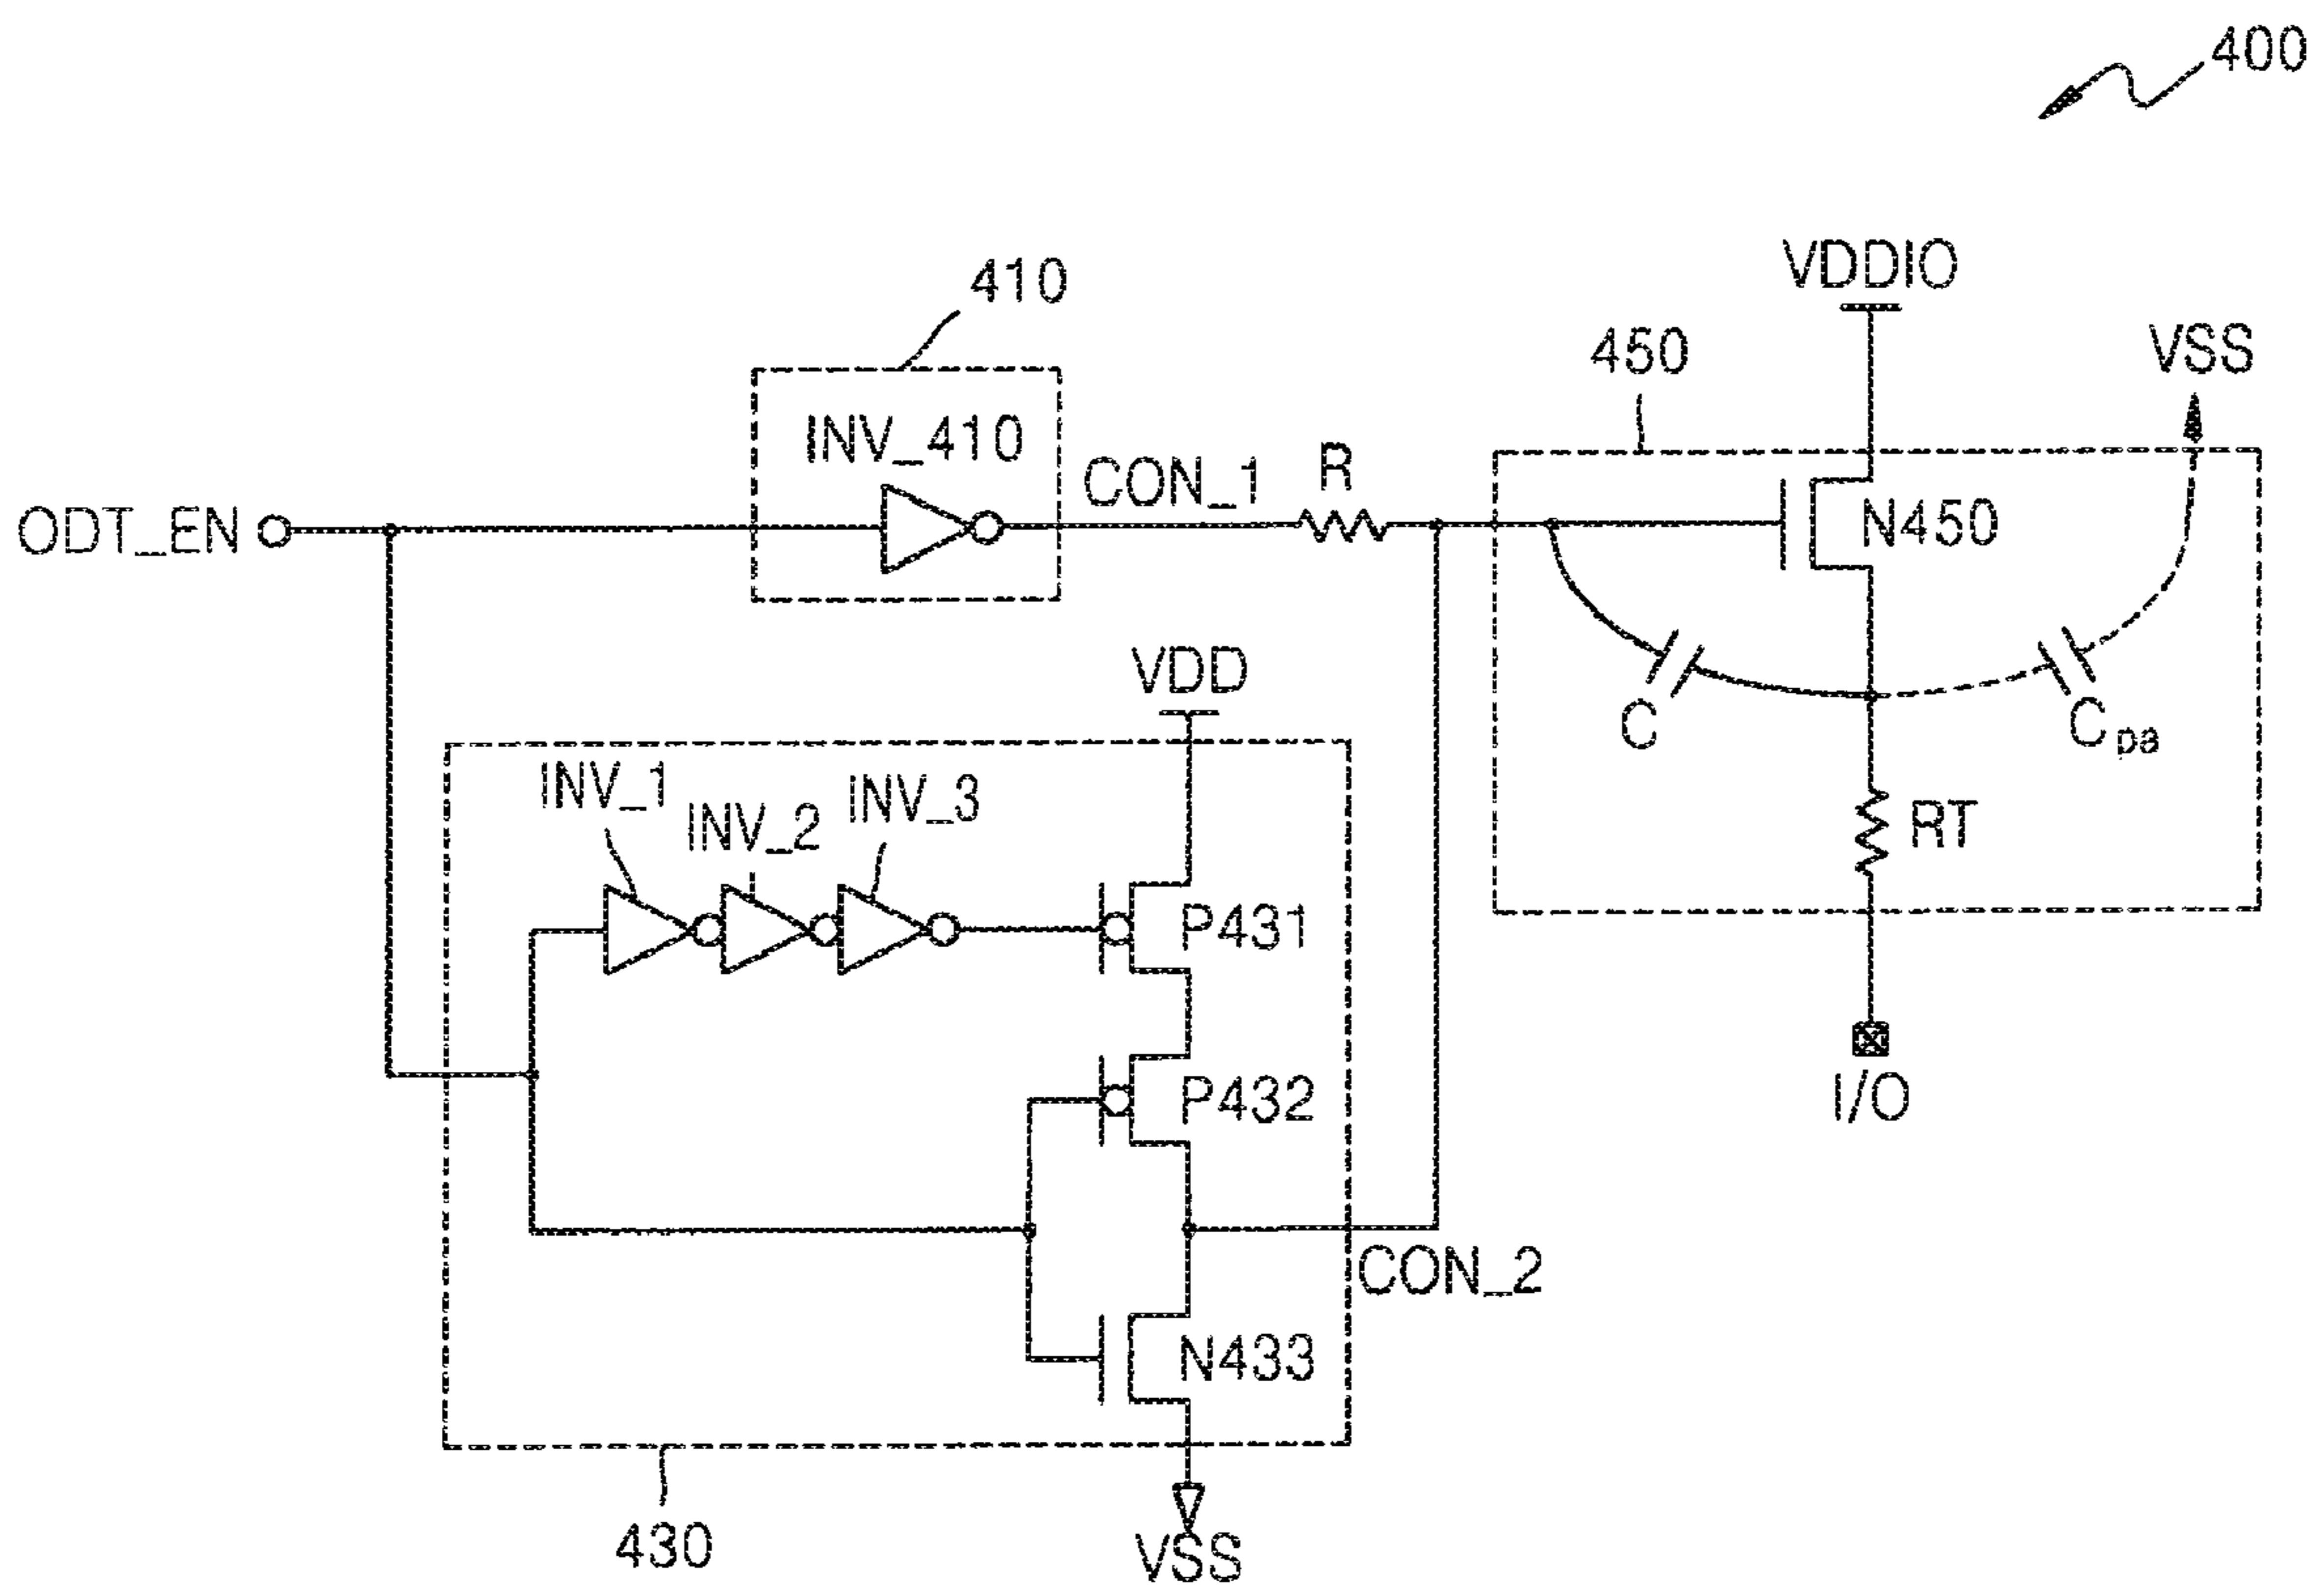 400
VDDIO
410
450
VSS
INV_410
CON_1
R
ODT_EN
N450
VDD
C
Cpa
INV_1
INV_2
INV_3
RT
P431
I/O
P432
CON_2
N433
430
VSS